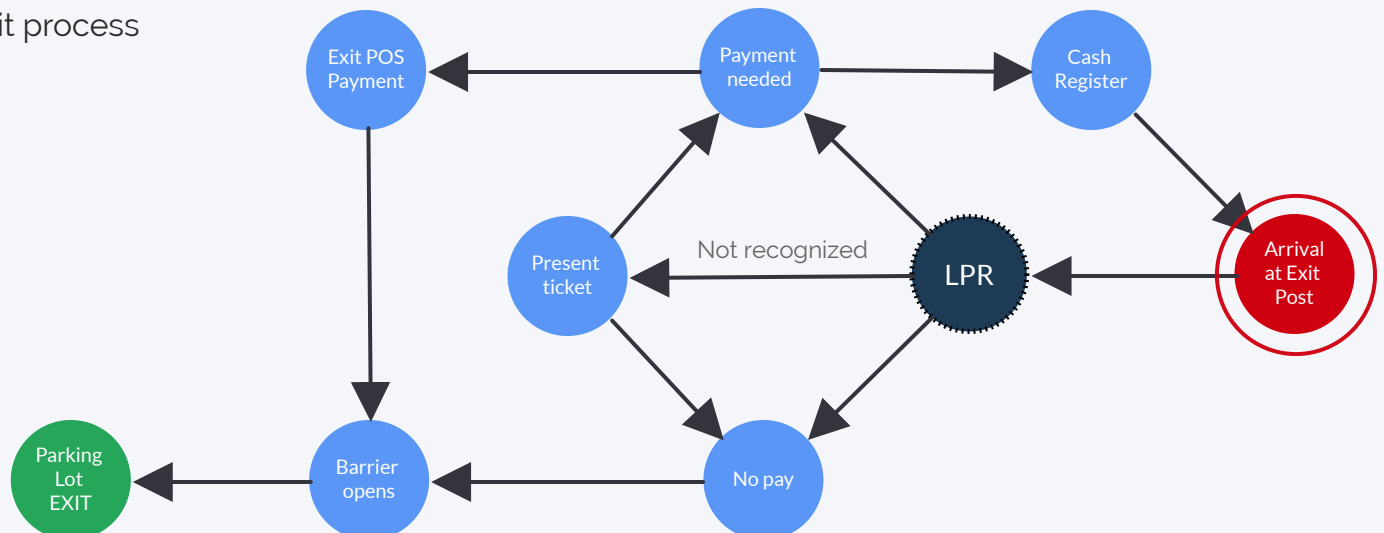 it process
Exit POS
Payment
Payment
needed
Cash
Register
Present
ticket
Not recognized
LPR
Arrival
at Exit
Post
Parking
Lot
EXIT
Barrier
opens
No pay